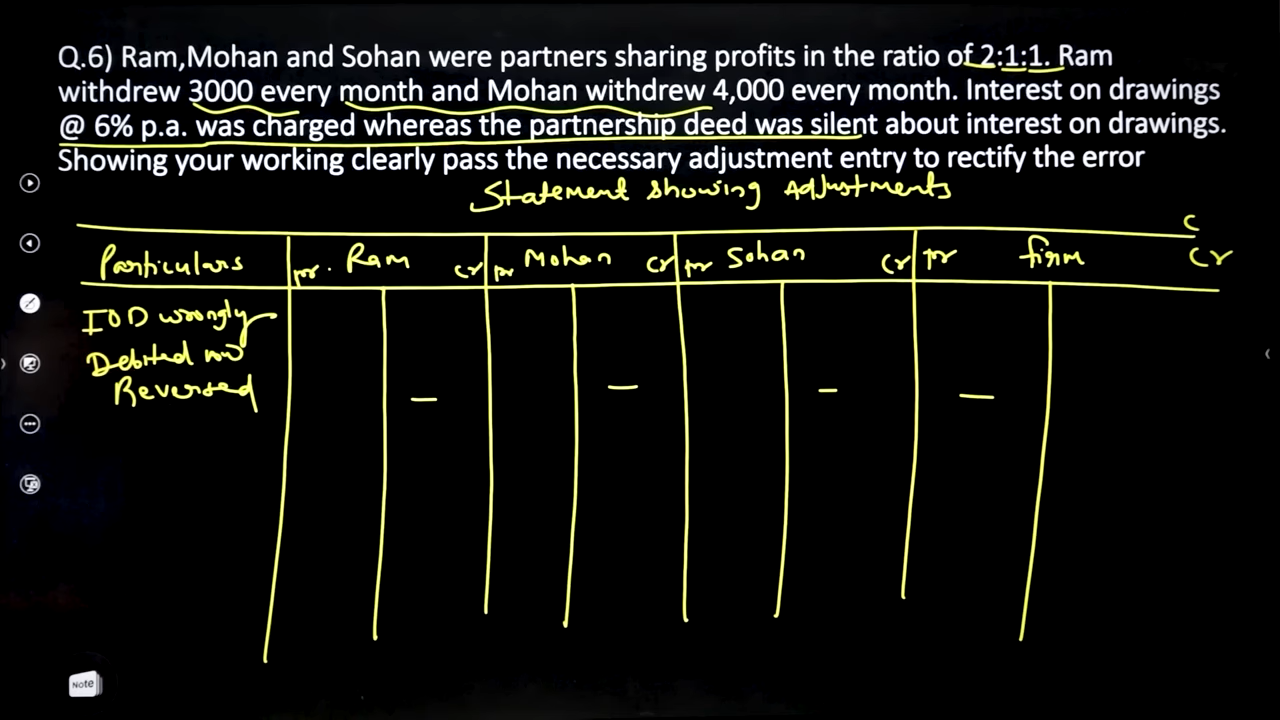 Q.6) Ram,Mohan and Sohan were partners sharing profits in the ratio of 2:1:1. Ram
withdrew 3000 every month and Mohan withdrew 4,000 every month. Interest on drawings
@ 6% p.a. was charged whereas the partnership deed was silent about interest on drawings.
Showing your working clearly pass the necessary adjustment entry to rectify the error
Statement showing Adjustments
C
Particulars Dr. Ram Cr Dr Mohan Cr Dr Sohan Cr Dr firm Cr
IOD wrongly
Debited now
Reversed — — — —
Note